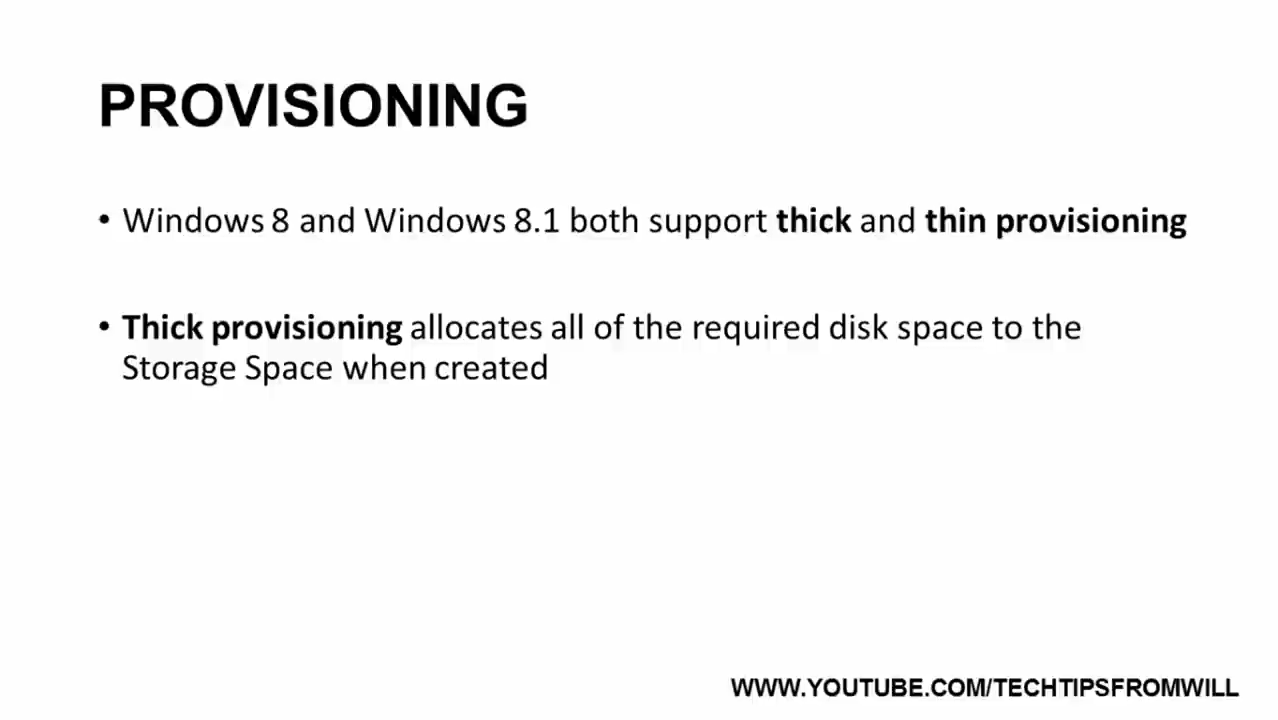 PROVISIONING
• Windows 8 and Windows 8.1 both support thick and thin provisioning
• Thick provisioning allocates all of the required disk space to the
Storage Space when created
WWW.YOUTUBE.COM/TECHTIPSFROMWILL